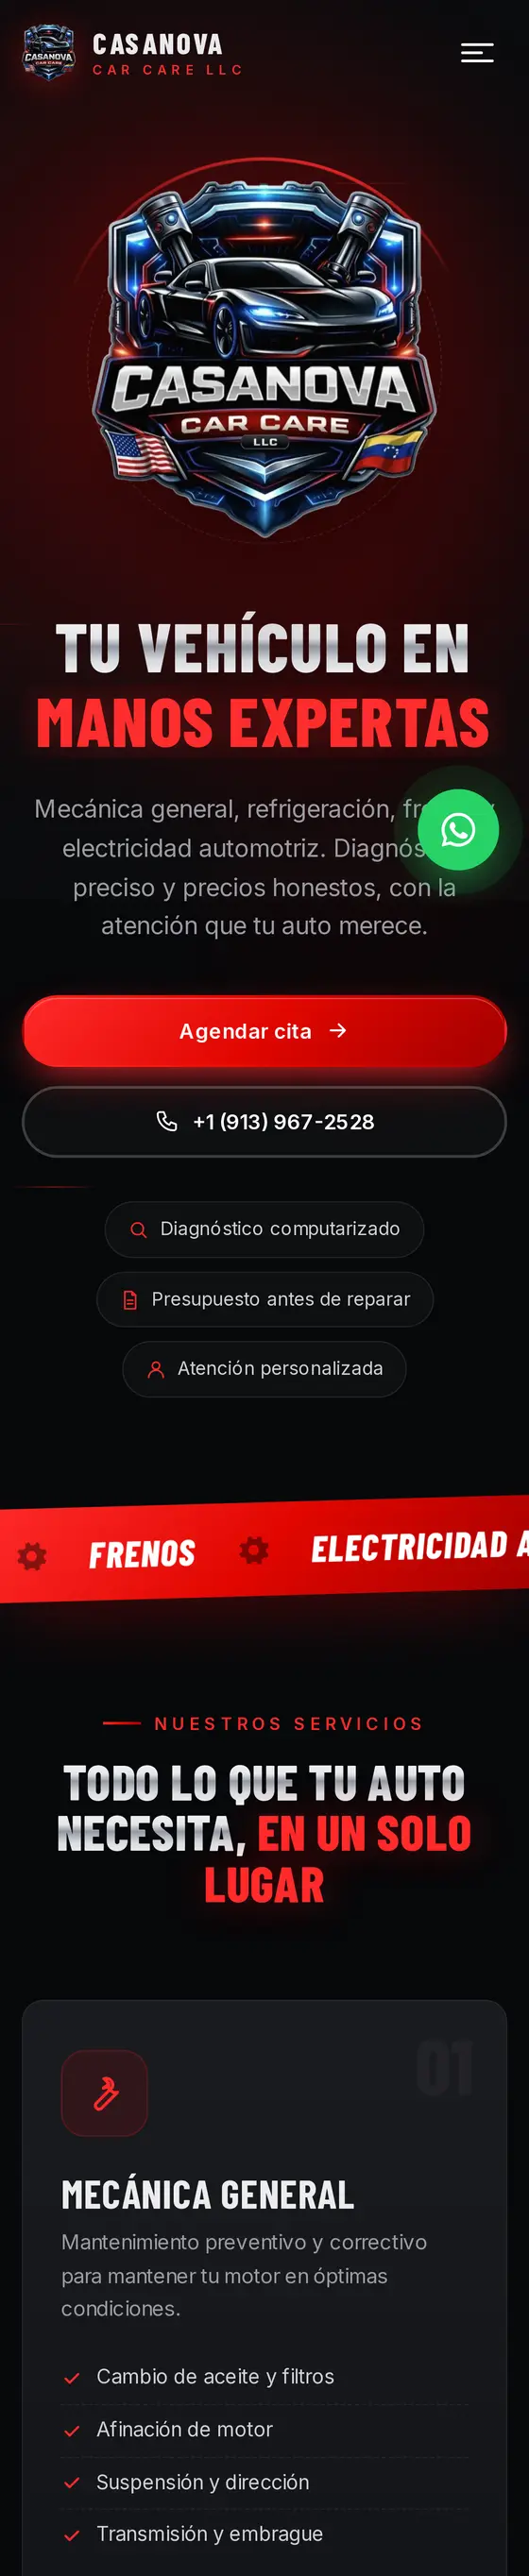 CASANOVA
CAR CARE LLC
CASANOVA
CAR CARE
LLC
TU VEHÍCULO EN
MANOS EXPERTAS
Mecánica general, refrigeración,
electricidad automotriz.
preciso y precios honestos, con la
atención que tu auto merece.
Agendar cita →
+1 (913) 967-2528
Diagnóstico computarizado
Presupuesto antes de reparar
Atención personalizada
FRENOS
ELECTRICIDAD A
NUESTROS SERVICIOS
TODO LO QUE TU AUTO
NECESITA, EN UN SOLO
LUGAR
01
MECÁNICA GENERAL
Mantenimiento preventivo y correctivo
para mantener tu motor en óptimas
condiciones.
Cambio de aceite y filtros
Afinación de motor
Suspensión y dirección
Transmisión y embrague